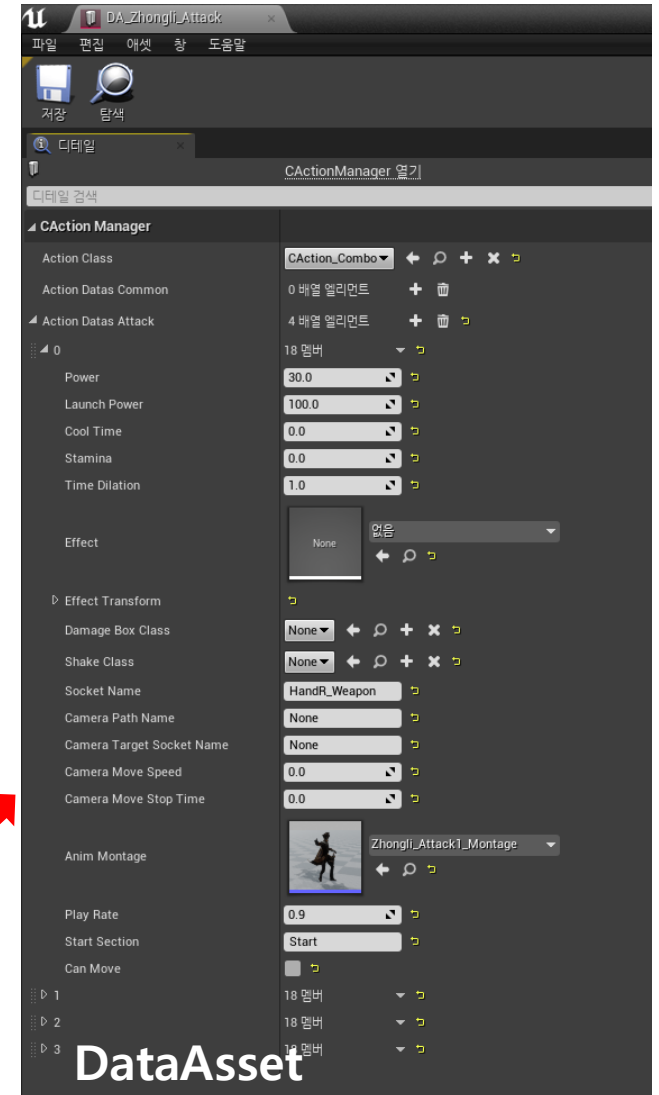 DA_Zhongli_Attack
파일 편집 애셋 창 도움말
저장 탐색
디테일
CActionManager 열기
디테일 검색
CAction Manager
Action Class CAction_Combo
Action Datas Common 0 배열 엘리먼트
Action Datas Attack 4 배열 엘리먼트
0 18 멤버
Power 30.0
Launch Power 100.0
Cool Time 0.0
Stamina 0.0
Time Dilation 1.0
Effect None 없음
Effect Transform
Damage Box Class None
Shake Class None
Socket Name HandR_Weapon
Camera Path Name None
Camera Target Socket Name None
Camera Move Speed 0.0
Camera Move Stop Time 0.0
Anim Montage Zhongli_Attack1_Montage
Play Rate 0.9
Start Section Start
Can Move
1 18 멤버
2 18 멤버
3 18 멤버
DataAsset